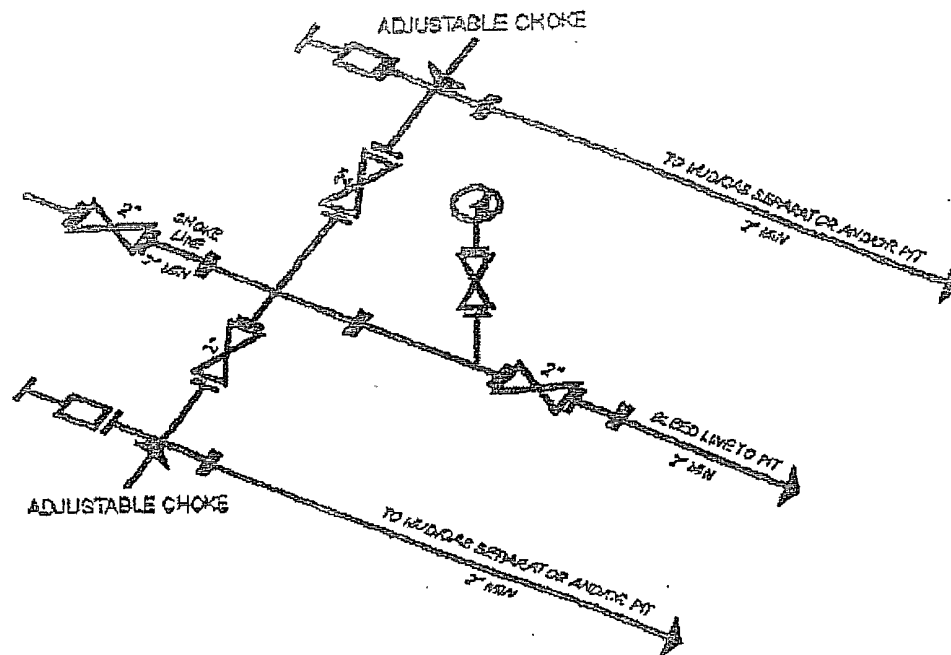 ADJUSTABLE CHOKE
TO MUD/GAS SEPARATOR AND/OR PIT
2" MIN
2"
2"
CHOKE
LINE
2" MIN
2"
2"
BLEED LINE TO PIT
2" MIN
ADJUSTABLE CHOKE
TO MUD/GAS SEPARATOR AND/OR PIT
2" MIN